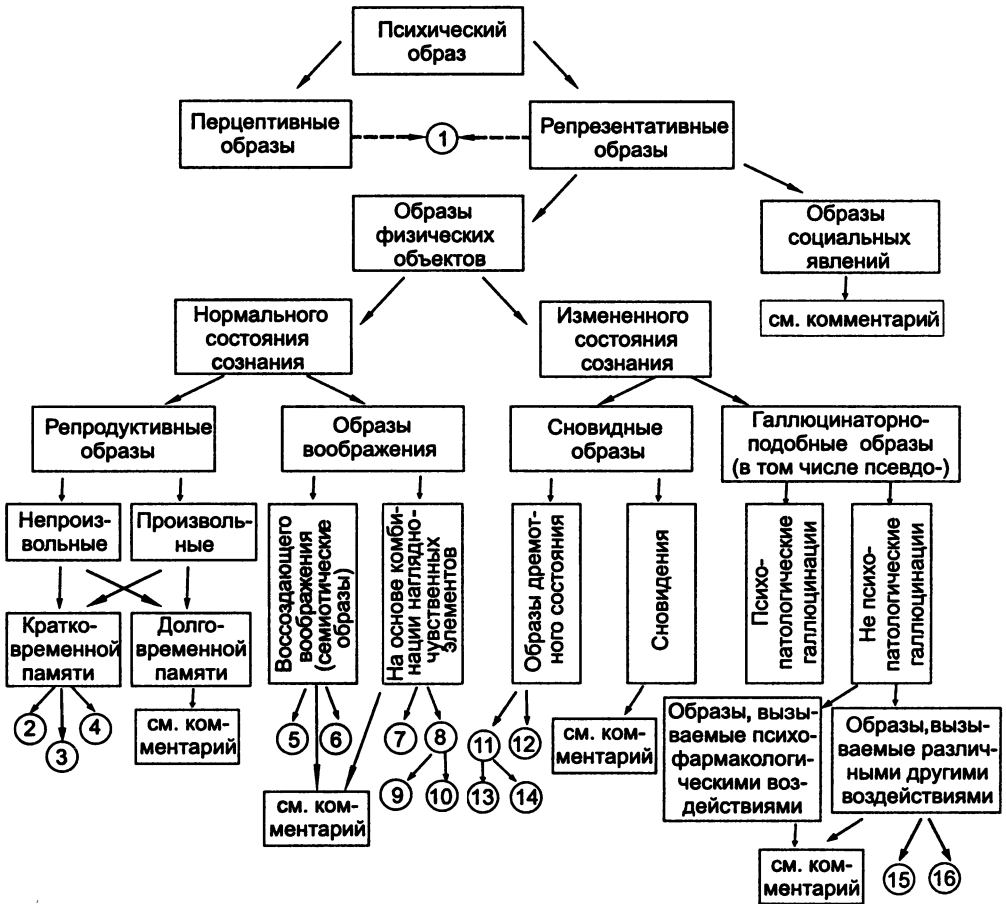 Психический
образ
Перцептивные
образы
1
Репрезентативные
образы
Образы
физических
объектов
Образы
социальных
явлений
см. комментарий
Нормального
состояния
сознания
Измененного
состояния
сознания
Репродуктивные
образы
Образы
воображения
Сновидные
образы
Галлюцинаторно-
подобные образы
(в том числе псевдо-)
Непроиз-
вольные
Произволь-
ные
Воссоздающего
воображения
(семиотические
образы)
На основе комби-
нации наглядно-
чувственных
элементов
Образы дремот-
ного состояния
Сновидения
Психо-
патологические
галлюцинации
Не психо-
патологические
галлюцинации
Кратко-
временной
памяти
Долго-
временной
памяти
2
3
4
см. ком-
ментарий
5
6
7
8
9
10
см. ком-
ментарий
11
12
13
14
см. ком-
ментарий
Образы, вызы-
ваемые психо-
фармакологи-
ческими воз-
действиями
Образы,вызы-
ваемые различ-
ными другими
воздействиями
см. ком-
ментарий
15
16